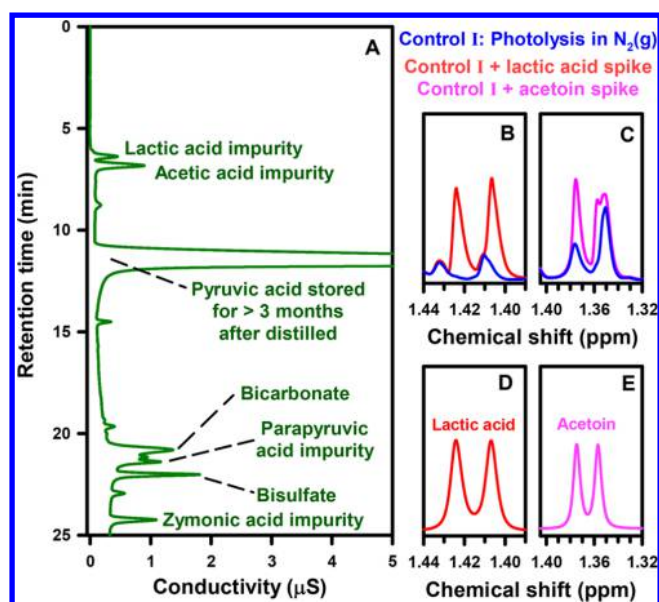 A
Control I: Photolysis in N2(g)
Control I + lactic acid spike
Control I + acetoin spike
0
5
10
15
20
25
Retention time (min)
Lactic acid impurity
Acetic acid impurity
Pyruvic acid stored
for > 3 months
after distilled
Bicarbonate
Parapyruvic
acid impurity
Bisulfate
Zymonic acid impurity
0 1 2 3 4 5
Conductivity (μS)
B
C
1.44 1.42 1.40
1.40 1.36 1.32
Chemical shift (ppm)
D
E
Lactic acid
Acetoin
1.44 1.42 1.40
1.40 1.36 1.32
Chemical shift (ppm)